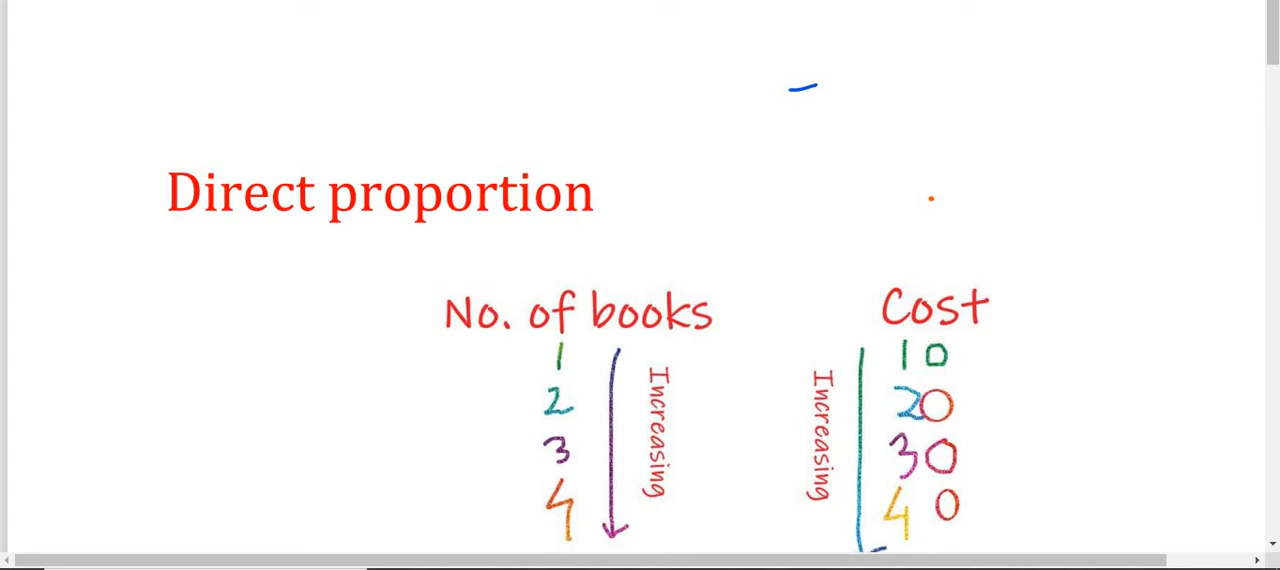 Direct proportion
No. of books Cost
1 10
2 20
3 30
4 40
Increasing
Increasing